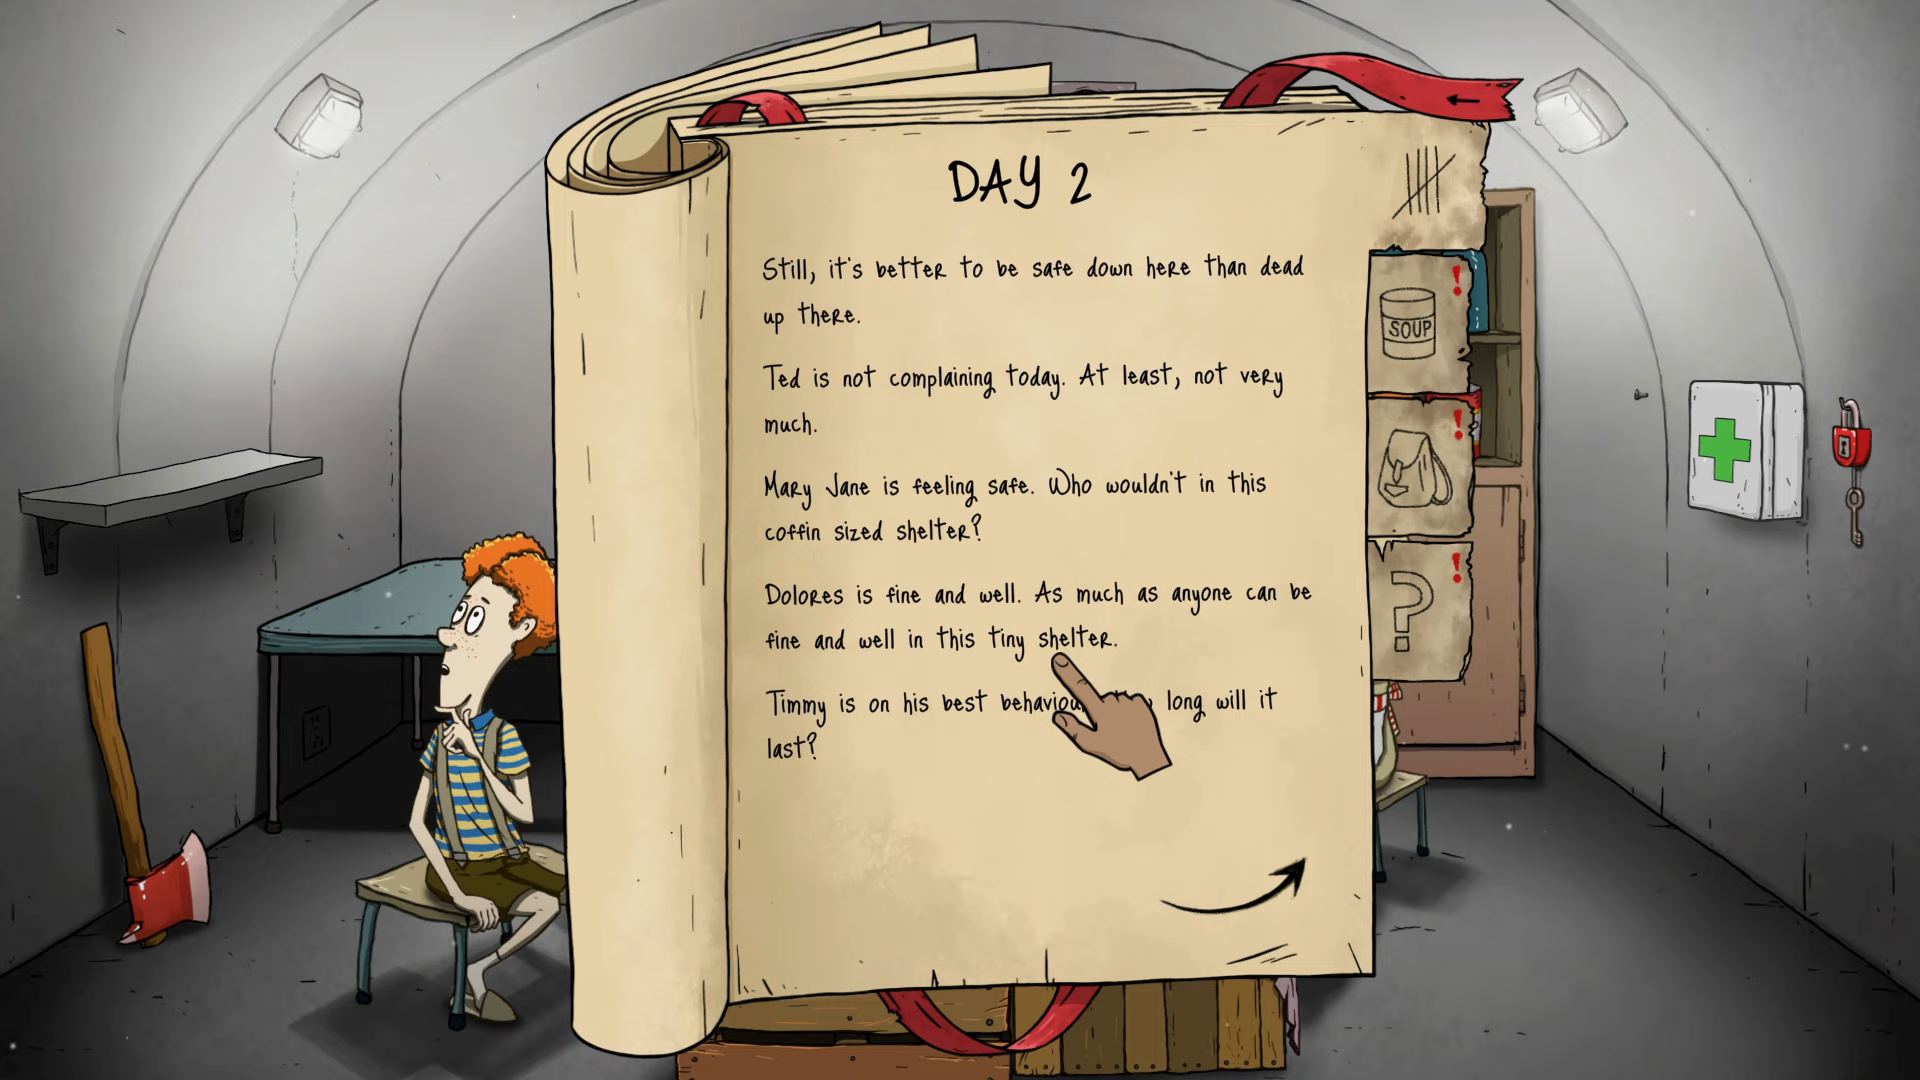 DAY 2
Still, it's better to be safe down here than dead
up there.
Ted is not complaining today. At least, not very
much.
Mary Jane is feeling safe. Who wouldn't in this
coffin sized shelter?
Dolores is fine and well. As much as anyone can be
fine and well in this tiny shelter.
Timmy is on his best long will it
last?
!
SOUP
!
!
?